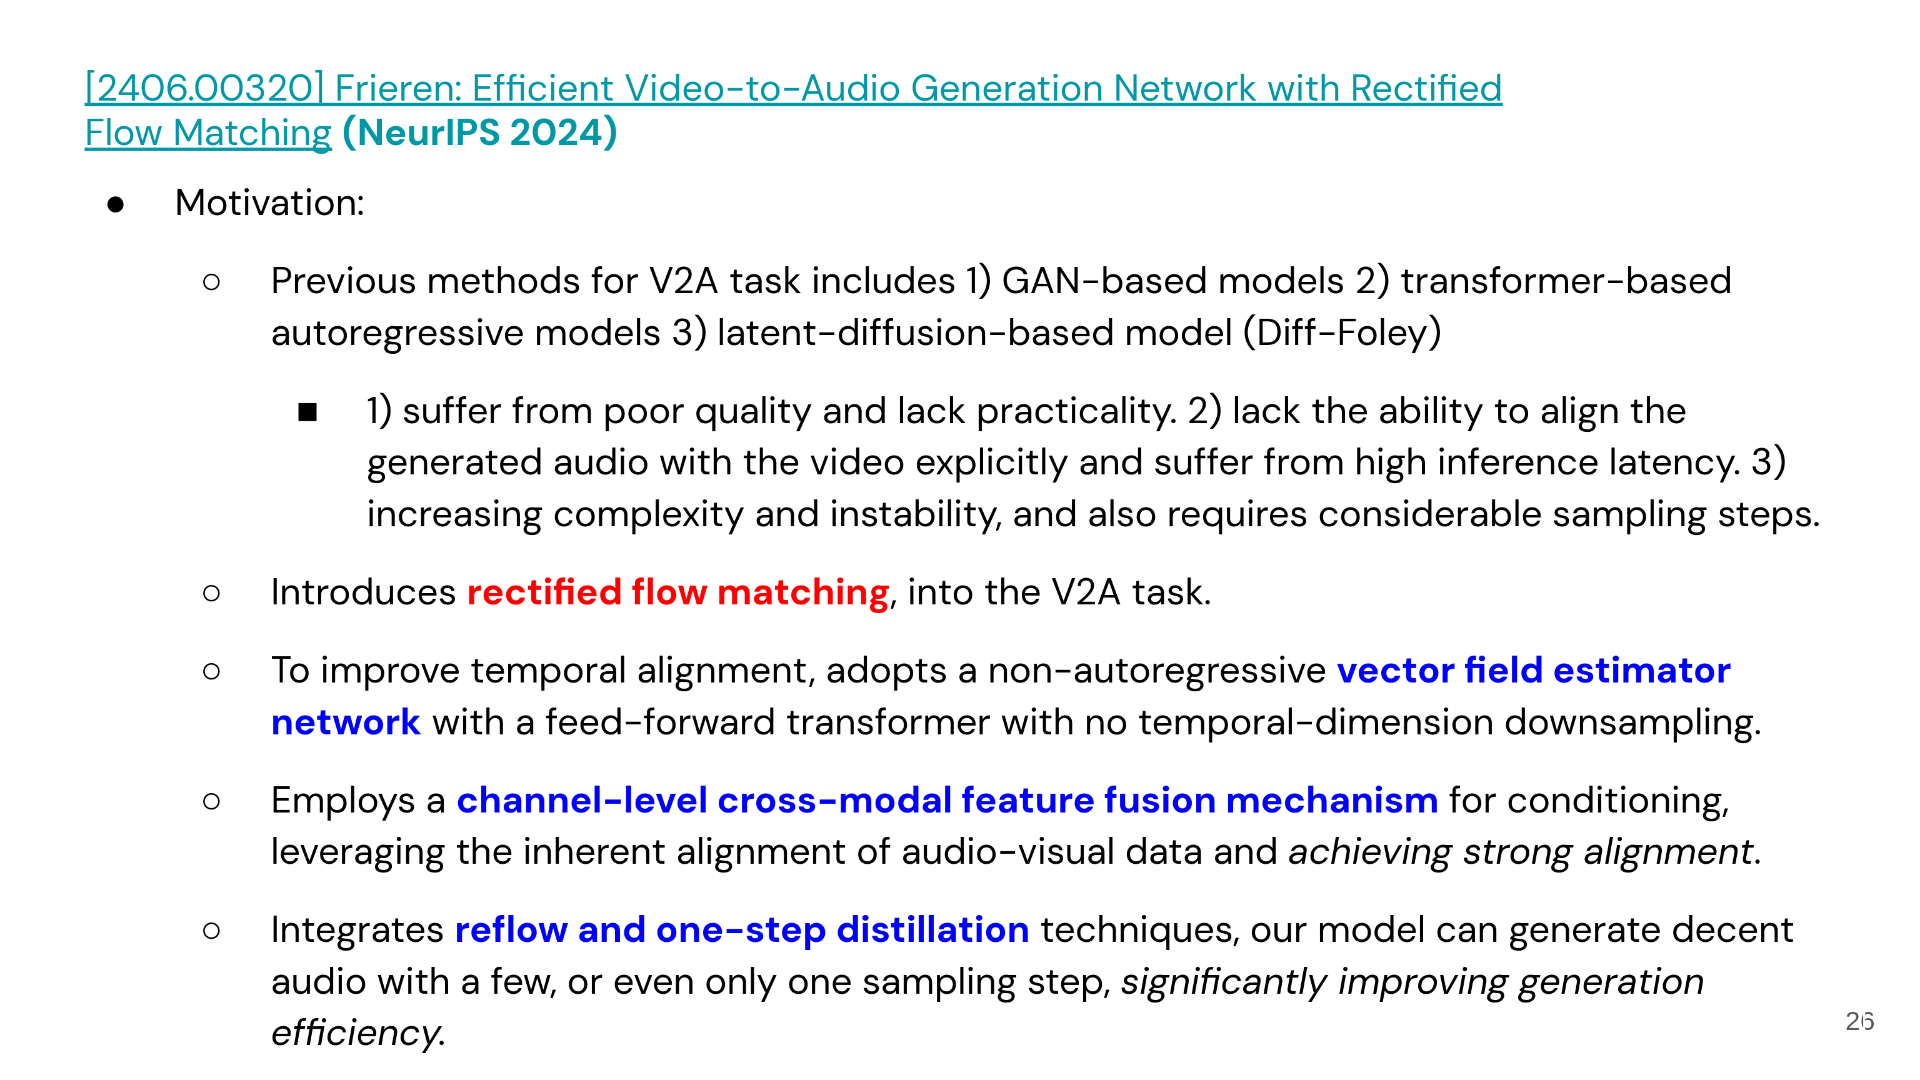 [2406.00320] Frieren: Efficient Video-to-Audio Generation Network with Rectified
Flow Matching (NeurIPS 2024)
● Motivation:
○ Previous methods for V2A task includes 1) GAN-based models 2) transformer-based
autoregressive models 3) latent-diffusion-based model (Diff-Foley)
■ 1) suffer from poor quality and lack practicality. 2) lack the ability to align the
generated audio with the video explicitly and suffer from high inference latency. 3)
increasing complexity and instability, and also requires considerable sampling steps.
○ Introduces rectified flow matching, into the V2A task.
○ To improve temporal alignment, adopts a non-autoregressive vector field estimator
network with a feed-forward transformer with no temporal-dimension downsampling.
○ Employs a channel-level cross-modal feature fusion mechanism for conditioning,
leveraging the inherent alignment of audio-visual data and achieving strong alignment.
○ Integrates reflow and one-step distillation techniques, our model can generate decent
audio with a few, or even only one sampling step, significantly improving generation
efficiency.
26